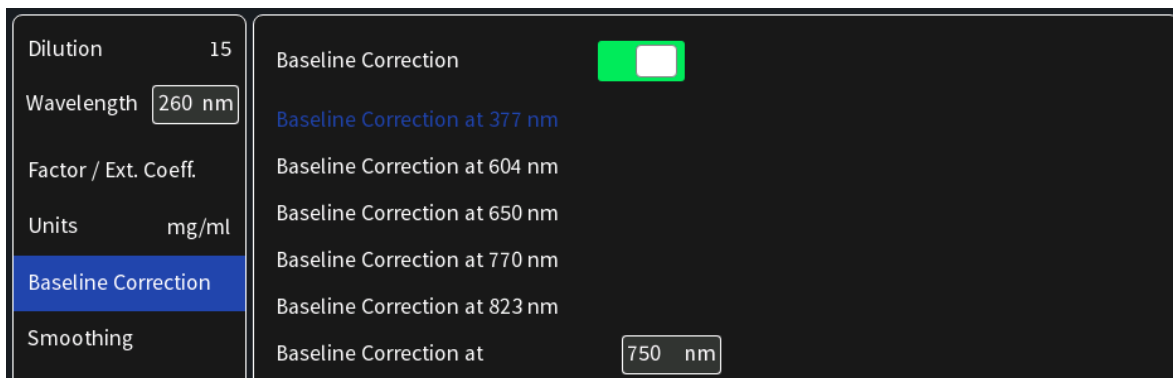 Dilution 15
Wavelength 260 nm
Factor / Ext. Coeff.
Units mg/ml
Baseline Correction
Smoothing
Baseline Correction
Baseline Correction at 377 nm
Baseline Correction at 604 nm
Baseline Correction at 650 nm
Baseline Correction at 770 nm
Baseline Correction at 823 nm
Baseline Correction at 750 nm